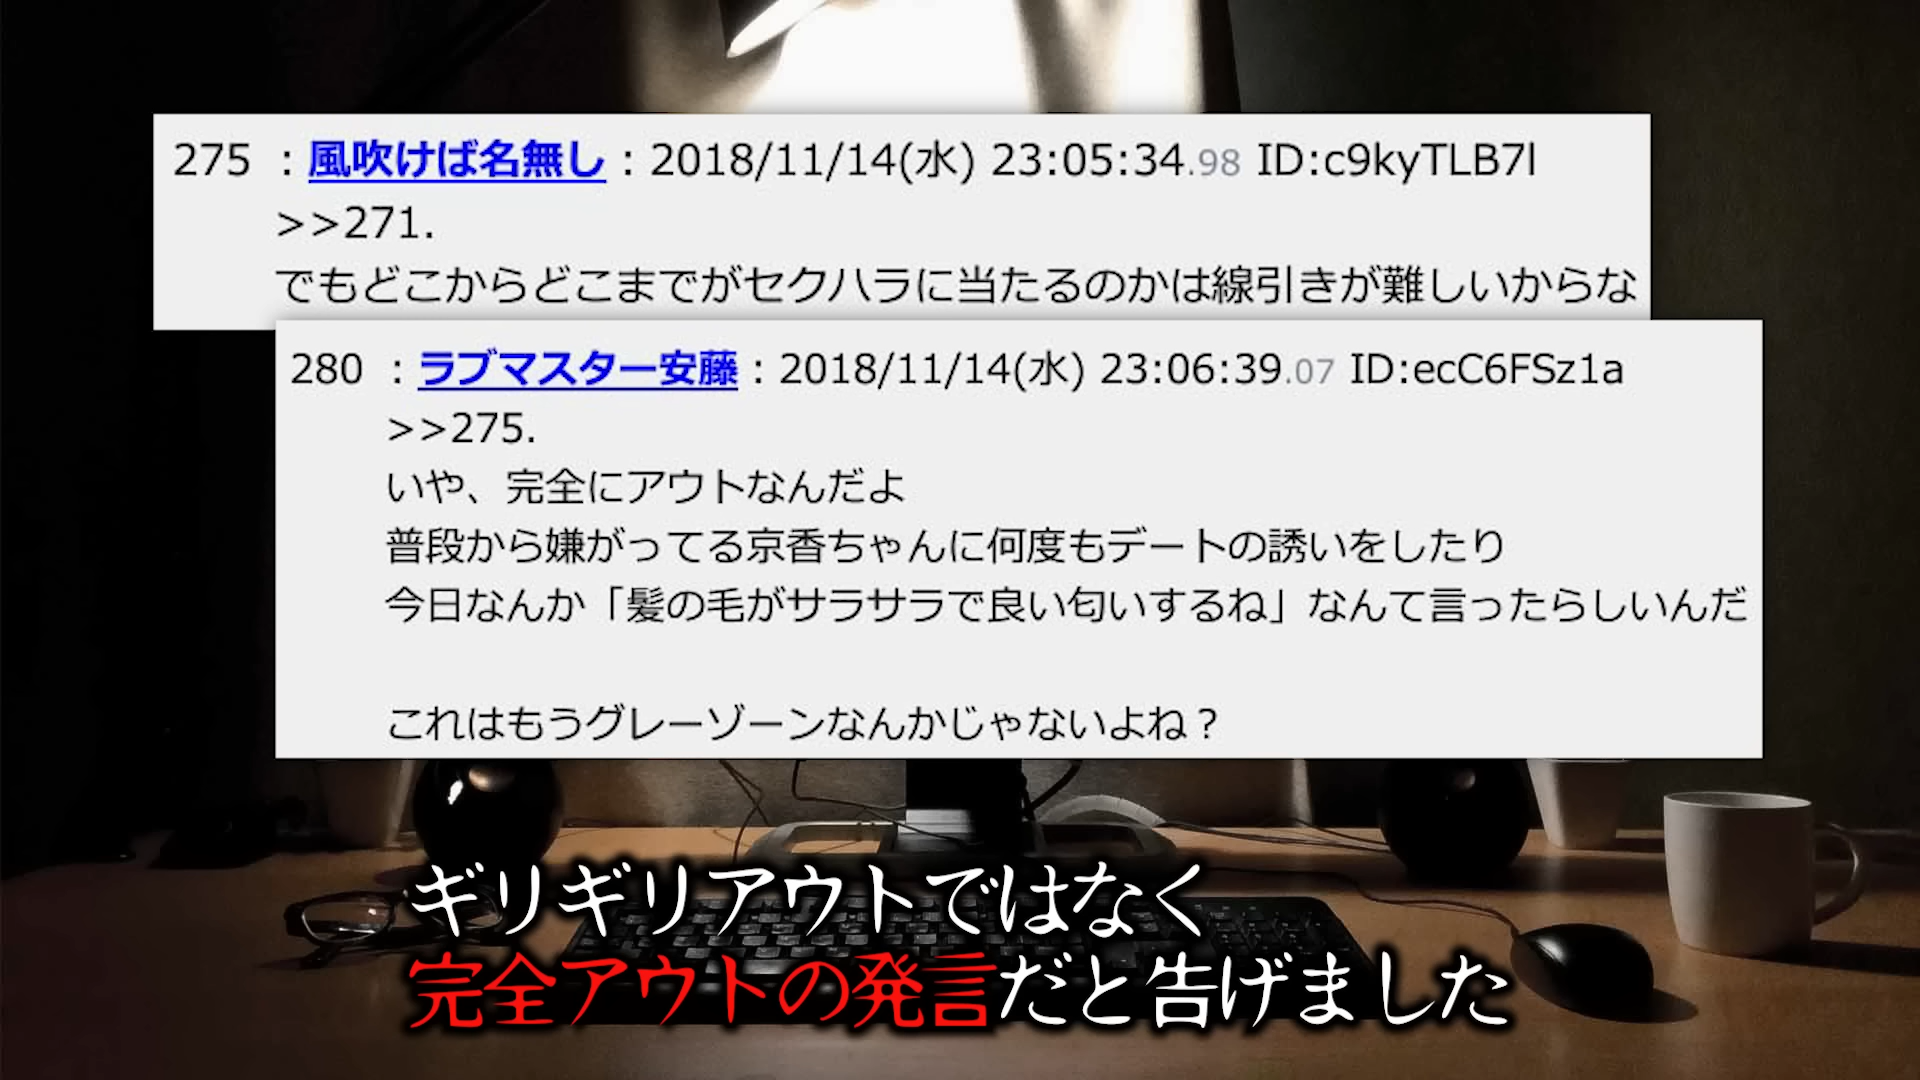 275 ：風吹けば名無し：2018/11/14(水) 23:05:34.98 ID:c9kyTLB7l
>>271.
でもどこからどこまでがセクハラに当たるのかは線引きが難しいからな
280 ：ラブマスター安藤：2018/11/14(水) 23:06:39.07 ID:ecC6FSz1a
>>275.
いや、完全にアウトなんだよ
普段から嫌がってる京香ちゃんに何度もデートの誘いをしたり
今日なんか「髪の毛がサラサラで良い匂いするね」なんて言ったらしいんだ
これはもうグレーゾーンなんかじゃないよね？
ギリギリアウトではなく
完全アウトの発言だと告げました